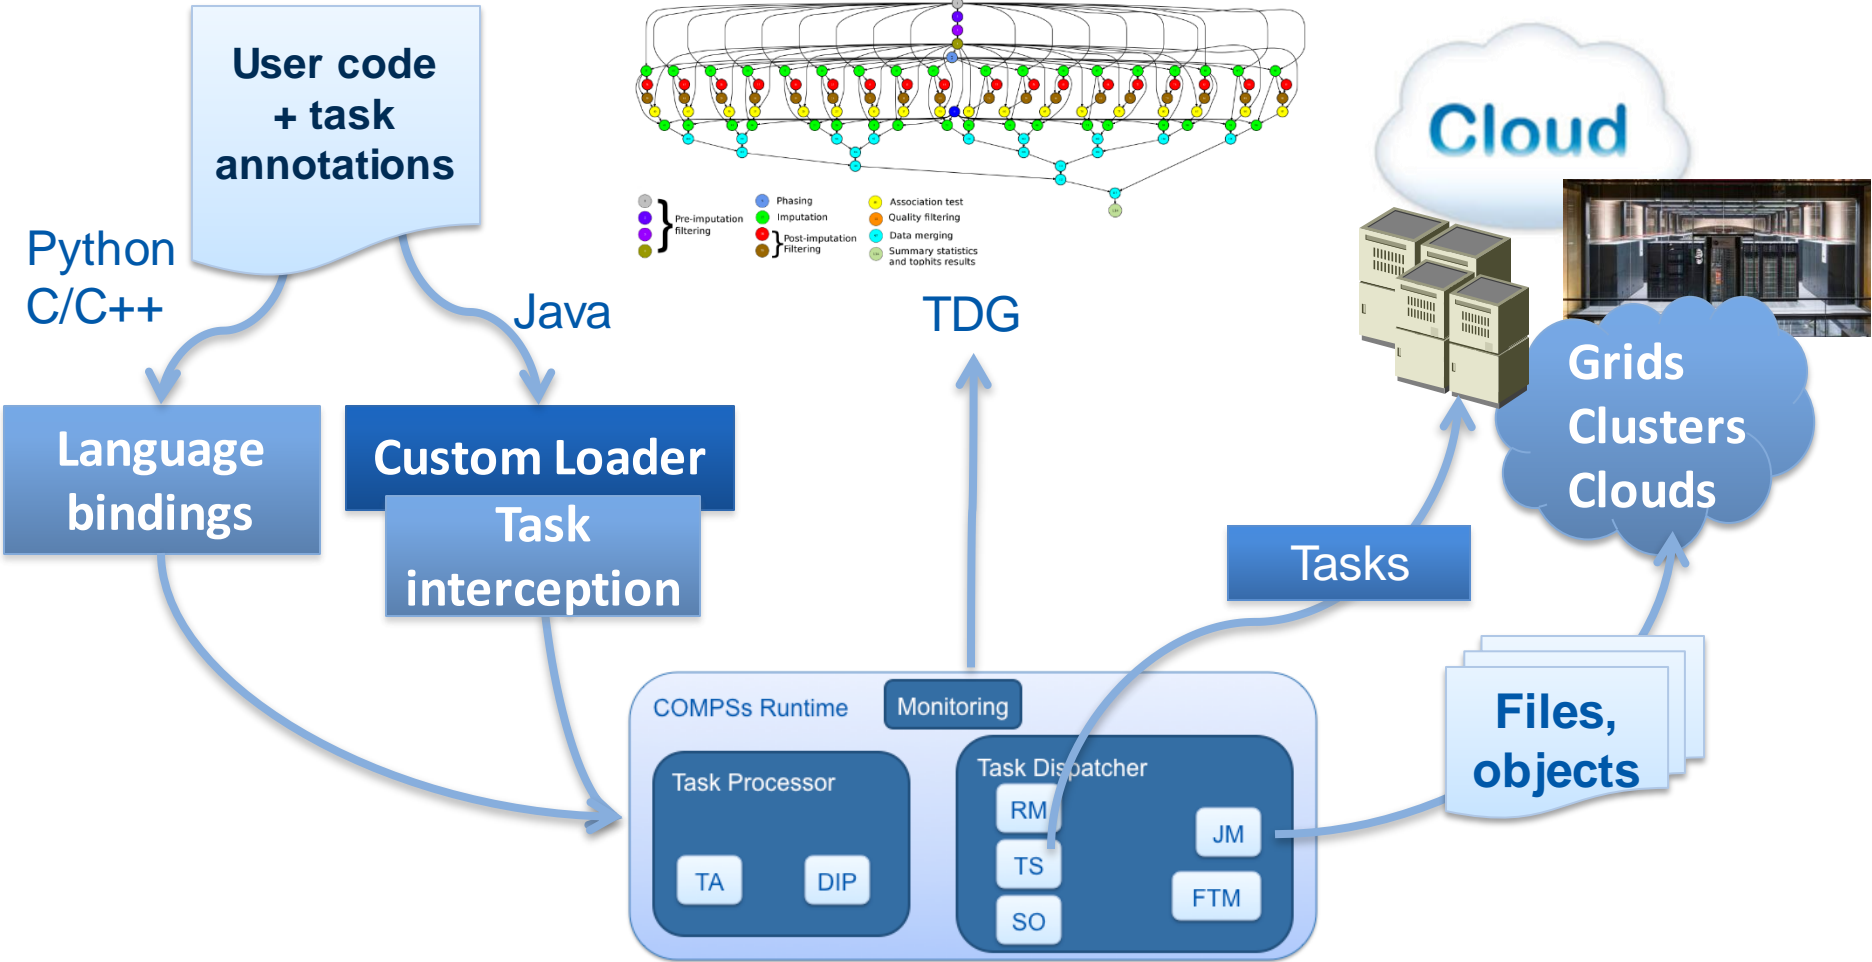 User code
+ task
annotations
Python
C/C++
Java
Language
bindings
Custom Loader
Task
interception
Pre-imputation
filtering
Phasing
Imputation
Post-imputation
Filtering
Association test
Quality filtering
Data merging
Summary statistics
and tophits results
TDG
Cloud
Grids
Clusters
Clouds
Tasks
Files,
objects
COMPSs Runtime
Monitoring
Task Processor
TA
DIP
Task Dispatcher
RM
TS
SO
JM
FTM